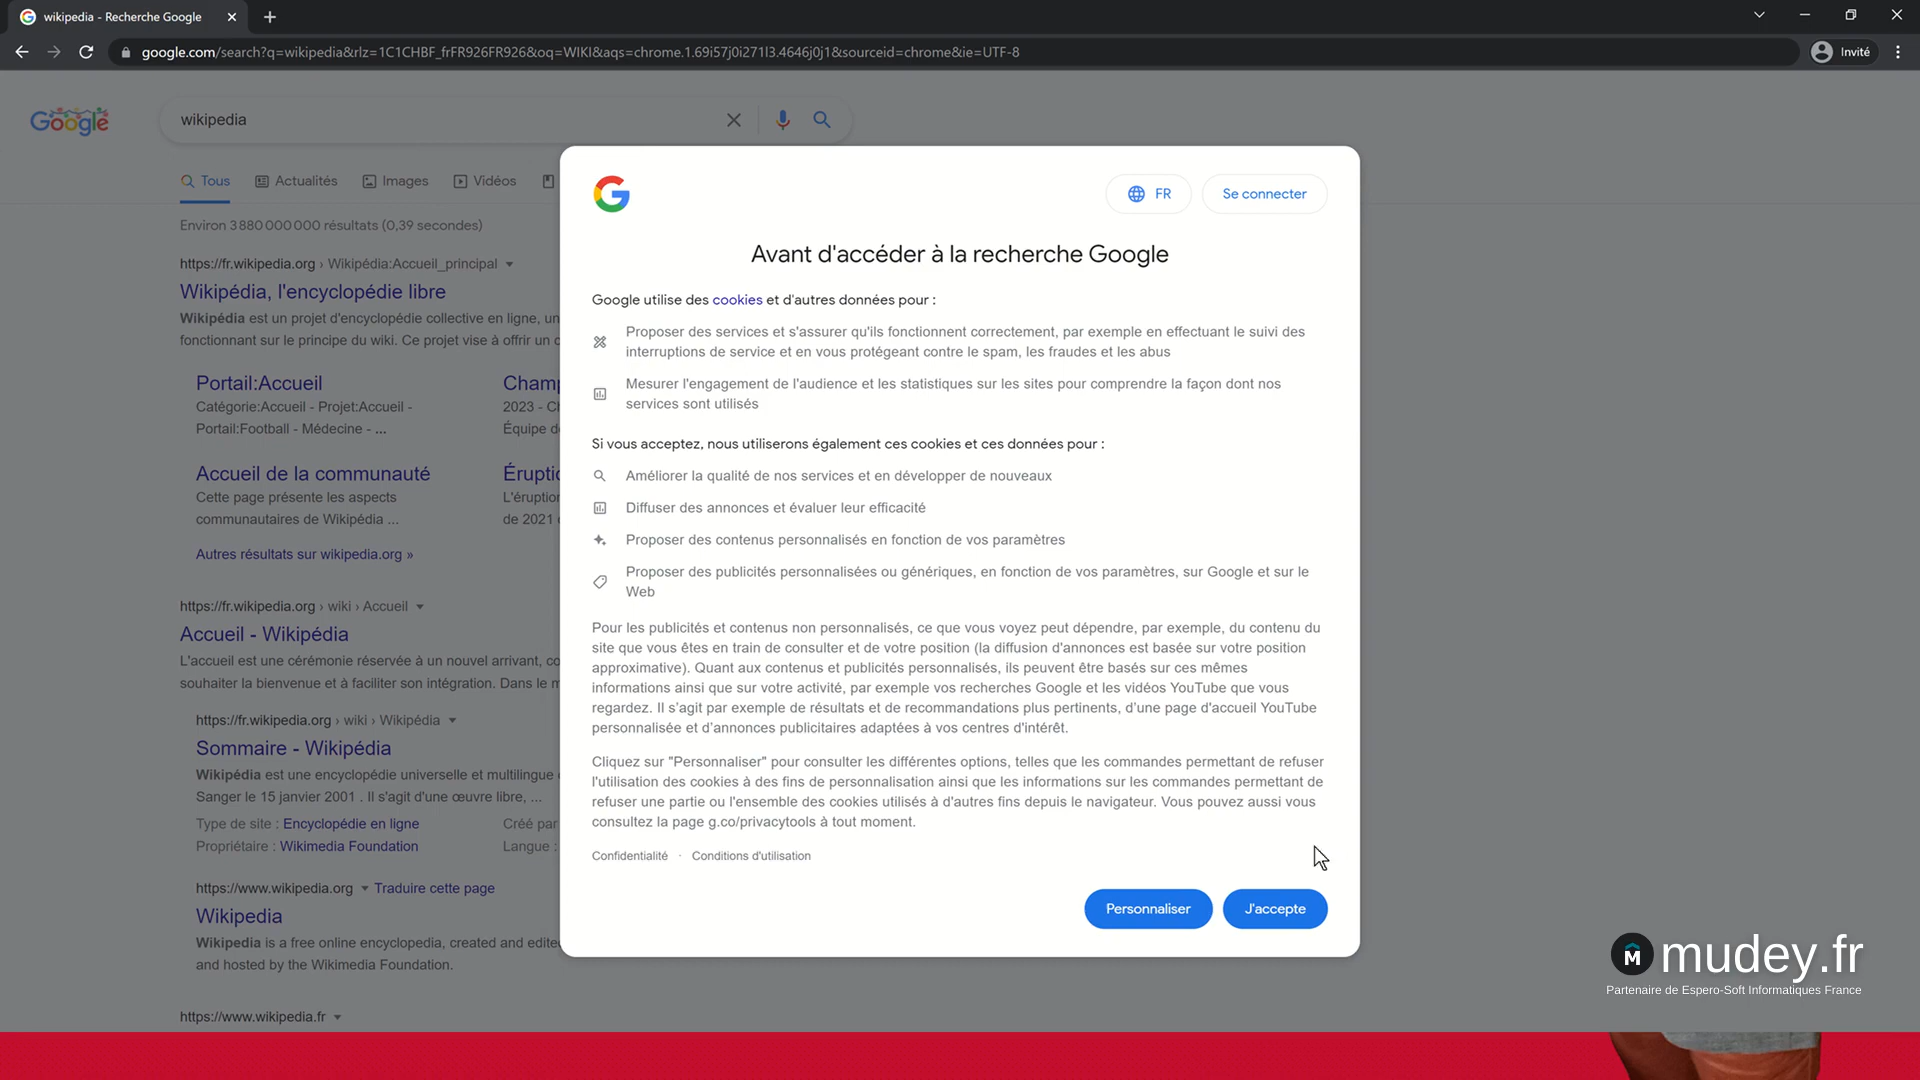 wikipedia - Recherche Google
google.com/search?q=wikipedia&rlz=1C1CHBF_frFR926FR926&oq=WIKI&aqs=chrome.1.69i57j0i271l3.4646j0j1&sourceid=chrome&ie=UTF-8
Invité
Google
wikipedia
Tous
Actualités
Images
Vidéos
Environ 3 880 000 000 résultats (0,39 secondes)
https://fr.wikipedia.org › Wikipédia:Accueil_principal
Wikipédia, l'encyclopédie libre
Wikipédia est un projet d'encyclopédie collective en ligne, un
fonctionnant sur le principe du wiki. Ce projet vise à offrir un c
Portail:Accueil
Catégorie:Accueil - Projet:Accueil -
Portail:Football - Médecine - ...
Champ
2023 - Cl
Équipe d
Accueil de la communauté
Cette page présente les aspects
communautaires de Wikipédia ...
Éruptio
L'éruption
de 2021
Autres résultats sur wikipedia.org »
https://fr.wikipedia.org › wiki › Accueil
Accueil - Wikipédia
L'accueil est une cérémonie réservée à un nouvel arrivant, co
souhaiter la bienvenue et à faciliter son intégration. Dans le m
https://fr.wikipedia.org › wiki › Wikipédia
Sommaire - Wikipédia
Wikipédia est une encyclopédie universelle et multilingue
Sanger le 15 janvier 2001 . Il s'agit d'une œuvre libre, ...
Type de site : Encyclopédie en ligne
Créé par
Propriétaire : Wikimedia Foundation
Langue :
https://www.wikipedia.org
Traduire cette page
Wikipedia
Wikipedia is a free online encyclopedia, created and edite
and hosted by the Wikimedia Foundation.
https://www.wikipedia.fr
FR
Se connecter
Avant d'accéder à la recherche Google
Google utilise des cookies et d'autres données pour :
Proposer des services et s'assurer qu'ils fonctionnent correctement, par exemple en effectuant le suivi des
interruptions de service et en vous protégeant contre le spam, les fraudes et les abus
Mesurer l'engagement de l'audience et les statistiques sur les sites pour comprendre la façon dont nos
services sont utilisés
Si vous acceptez, nous utiliserons également ces cookies et ces données pour :
Améliorer la qualité de nos services et en développer de nouveaux
Diffuser des annonces et évaluer leur efficacité
Proposer des contenus personnalisés en fonction de vos paramètres
Proposer des publicités personnalisées ou génériques, en fonction de vos paramètres, sur Google et sur le
Web
Pour les publicités et contenus non personnalisés, ce que vous voyez peut dépendre, par exemple, du contenu du
site que vous êtes en train de consulter et de votre position (la diffusion d'annonces est basée sur votre position
approximative). Quant aux contenus et publicités personnalisés, ils peuvent être basés sur ces mêmes
informations ainsi que sur votre activité, par exemple vos recherches Google et les vidéos YouTube que vous
regardez. Il s’agit par exemple de résultats et de recommandations plus pertinents, d’une page d'accueil YouTube
personnalisée et d’annonces publicitaires adaptées à vos centres d'intérêt.
Cliquez sur "Personnaliser" pour consulter les différentes options, telles que les commandes permettant de refuser
l'utilisation des cookies à des fins de personnalisation ainsi que les informations sur les commandes permettant de
refuser une partie ou l'ensemble des cookies utilisés à d'autres fins depuis le navigateur. Vous pouvez aussi vous
consultez la page g.co/privacytools à tout moment.
Confidentialité · Conditions d'utilisation
Personnaliser
J'accepte
mudey.fr
Partenaire de Espero-Soft Informatiques France